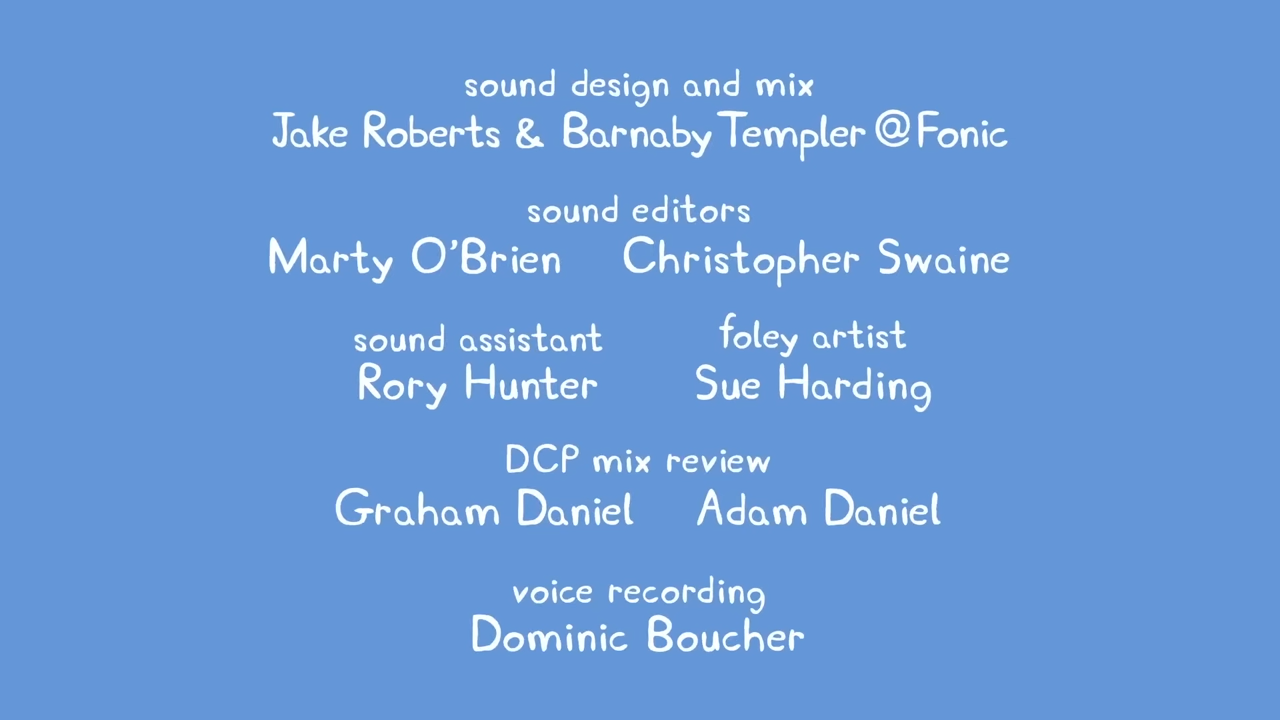 sound design and mix
Jake Roberts & Barnaby Templer @Fonic
sound editors
Marty O'Brien Christopher Swaine
sound assistant foley artist
Rory Hunter Sue Harding
DCP mix review
Graham Daniel Adam Daniel
voice recording
Dominic Boucher